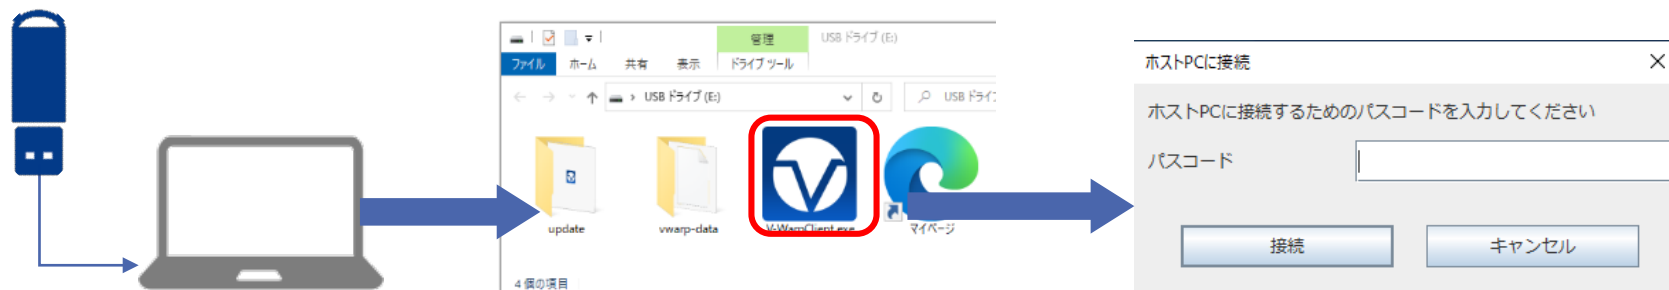 管理
USB ドライブ (E:)
ファイル
ホーム
共有
表示
ドライブ ツール
USB ドライブ (E:)
USB ドライ
update
vwarp-data
V-WarpClient.exe
マイページ
4 個の項目
ホストPCに接続
ホストPCに接続するためのパスコードを入力してください
パスコード
接続
キャンセル